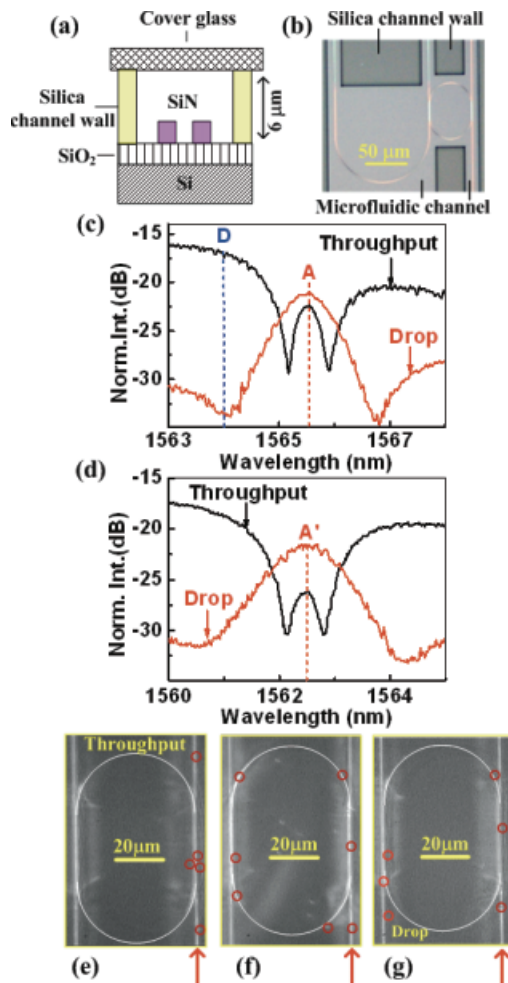 (a)
Cover glass
Silica channel wall
SiN
9 μm
SiO2
Si
(b)
Silica channel wall
50 μm
Microfluidic channel
(c)
-15
-20
-25
-30
Norm.Int.(dB)
D
A
Throughput
Drop
1563
1565
1567
Wavelength (nm)
(d)
-15
-20
-25
-30
Norm. Int.(dB)
Throughput
A'
Drop
1560
1562
1564
Wavelength (nm)
Throughput
20μm
20μm
20μm
Drop
(e)
(f)
(g)